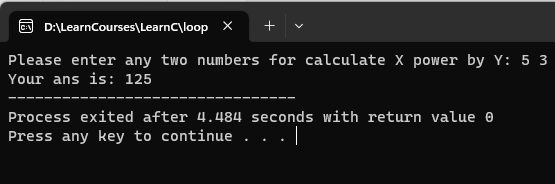 D:\LearnCourses\LearnC\loop
Please enter any two numbers for calculate X power by Y: 5 3
Your ans is: 125
--------------------------------
Process exited after 4.484 seconds with return value 0
Press any key to continue . . .